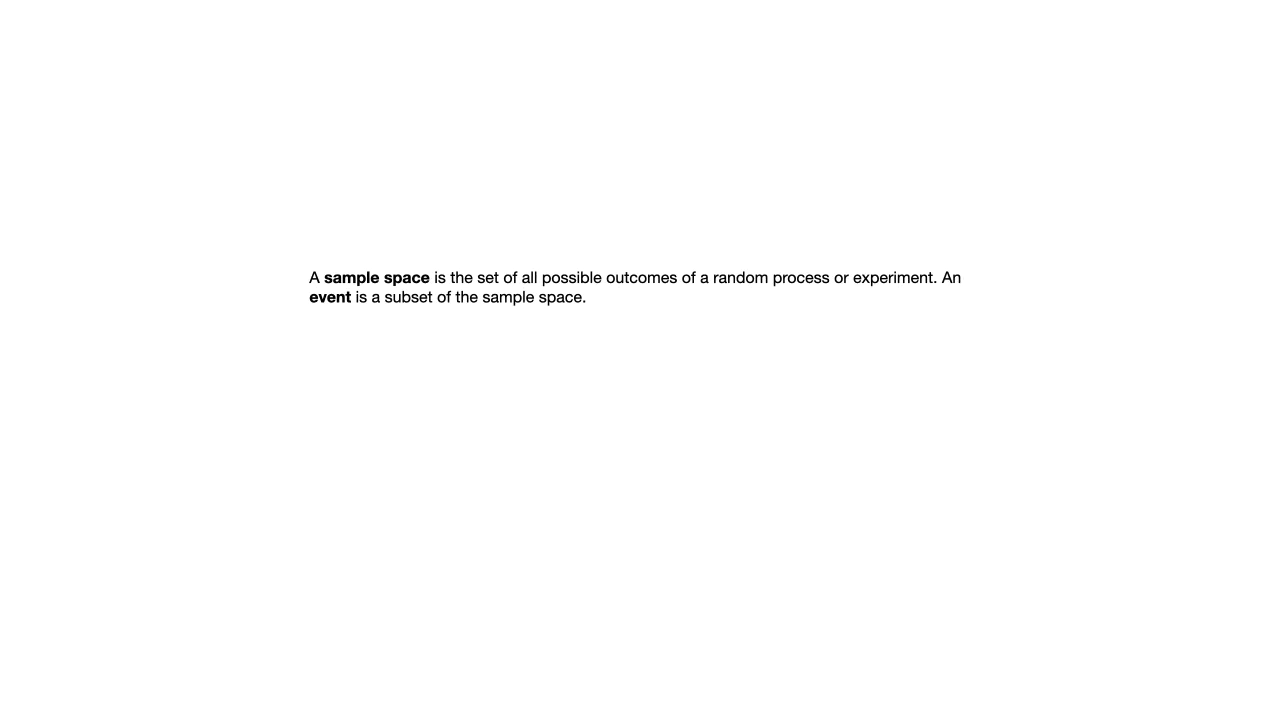 A sample space is the set of all possible outcomes of a random process or experiment. An
event is a subset of the sample space.